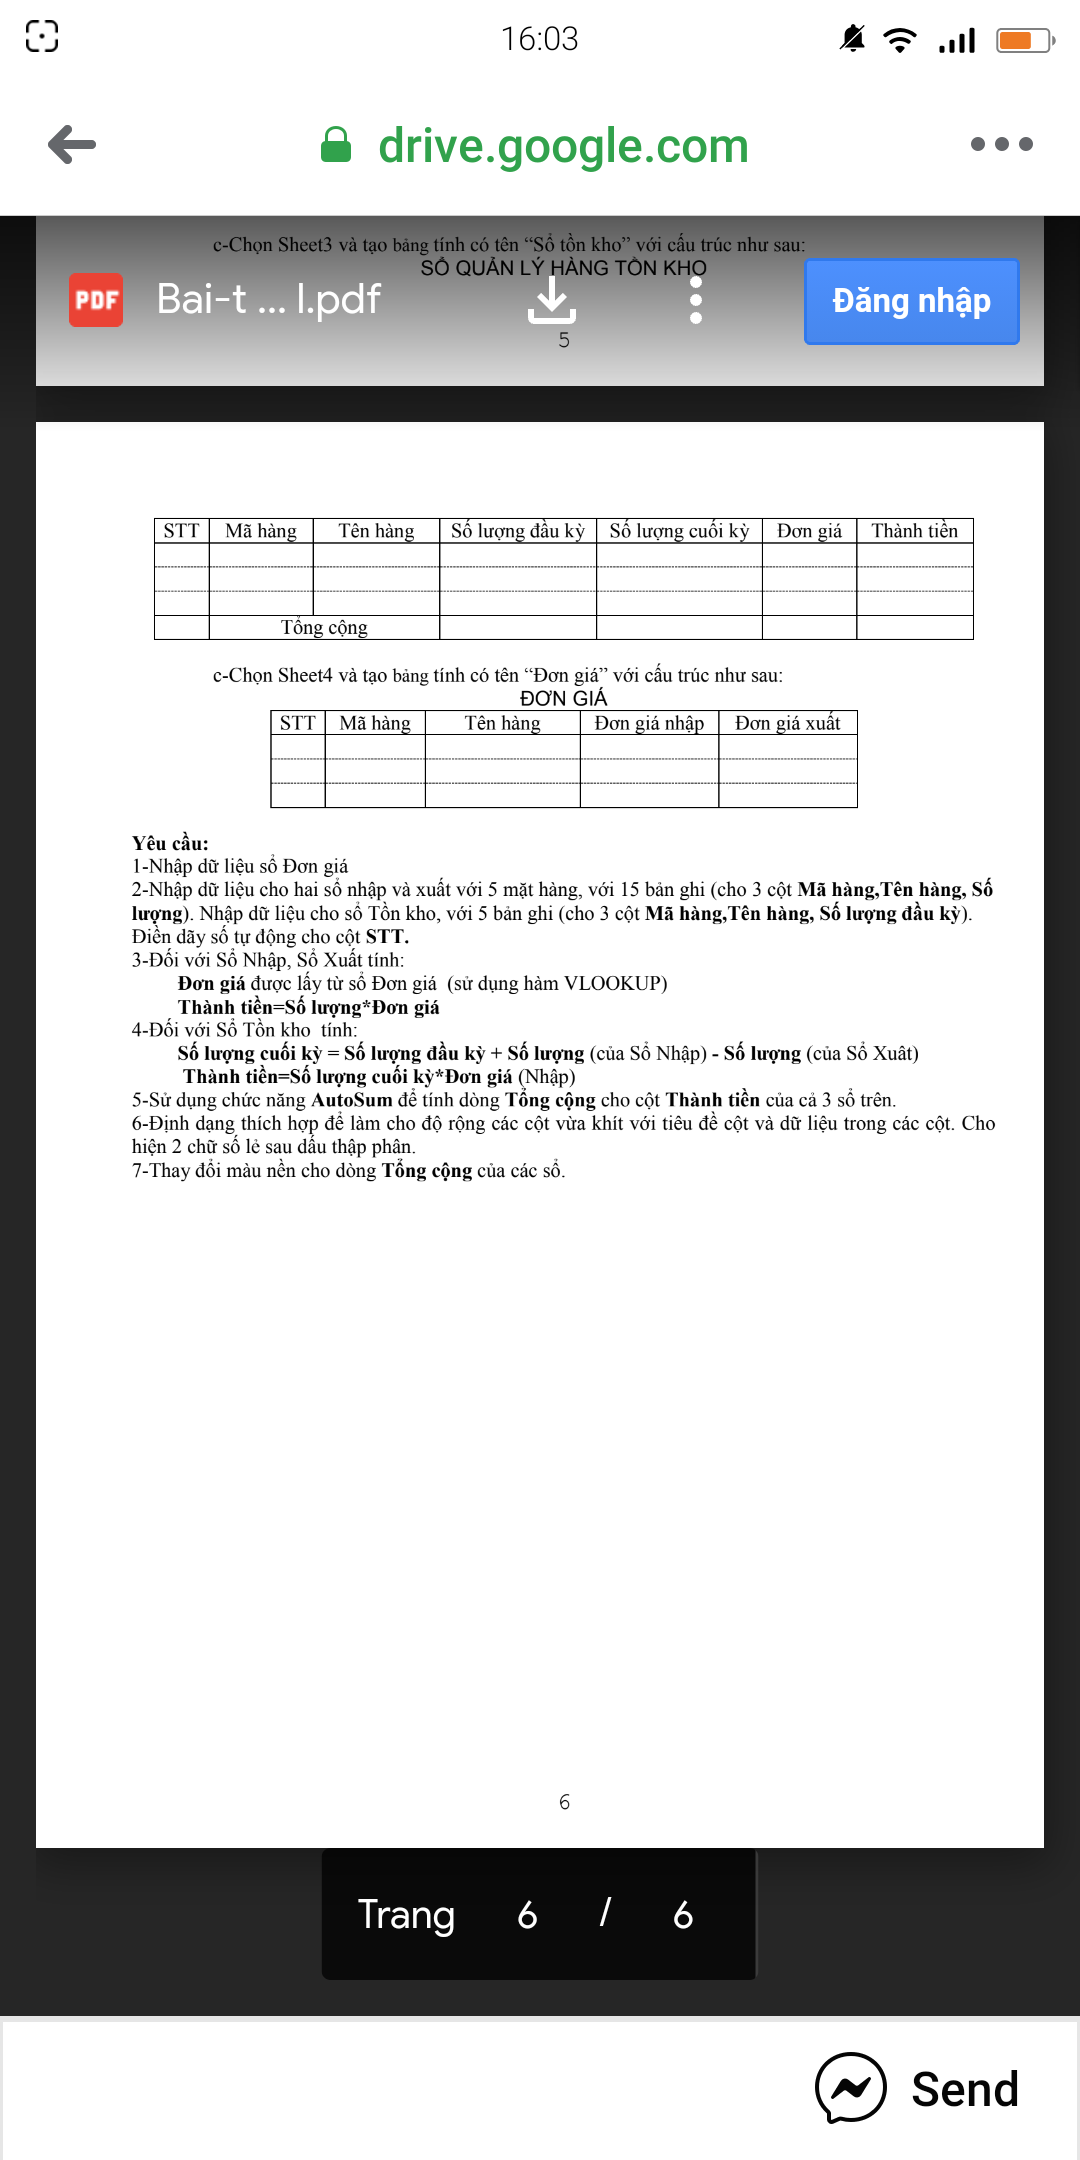 16:03
drive.google.com
c-Chọn Sheet3 và tạo bảng tính có tên “Sổ tồn kho” với cấu trúc như sau:
SỔ QUẢN LÝ HÀNG TỒN KHO
PDF Bai-t ... l.pdf Đăng nhập
5
STT Mã hàng Tên hàng Số lượng đầu kỳ Số lượng cuối kỳ Đơn giá Thành tiền
Tổng cộng
c-Chọn Sheet4 và tạo bảng tính có tên “Đơn giá” với cấu trúc như sau:
ĐƠN GIÁ
STT Mã hàng Tên hàng Đơn giá nhập Đơn giá xuất
Yêu cầu:
1-Nhập dữ liệu sổ Đơn giá
2-Nhập dữ liệu cho hai sổ nhập và xuất với 5 mặt hàng, với 15 bản ghi (cho 3 cột Mã hàng,Tên hàng, Số
lượng). Nhập dữ liệu cho sổ Tồn kho, với 5 bản ghi (cho 3 cột Mã hàng,Tên hàng, Số lượng đầu kỳ).
Điền dãy số tự động cho cột STT.
3-Đối với Sổ Nhập, Sổ Xuất tính:
Đơn giá được lấy từ sổ Đơn giá (sử dụng hàm VLOOKUP)
Thành tiền=Số lượng*Đơn giá
4-Đối với Sổ Tồn kho tính:
Số lượng cuối kỳ = Số lượng đầu kỳ + Số lượng (của Sổ Nhập) - Số lượng (của Sổ Xuât)
Thành tiền=Số lượng cuối kỳ*Đơn giá (Nhập)
5-Sử dụng chức năng AutoSum để tính dòng Tổng cộng cho cột Thành tiền của cả 3 sổ trên.
6-Định dạng thích hợp để làm cho độ rộng các cột vừa khít với tiêu đề cột và dữ liệu trong các cột. Cho
hiện 2 chữ số lẻ sau dấu thập phân.
7-Thay đổi màu nền cho dòng Tổng cộng của các sổ.
6
Trang 6 / 6
Send